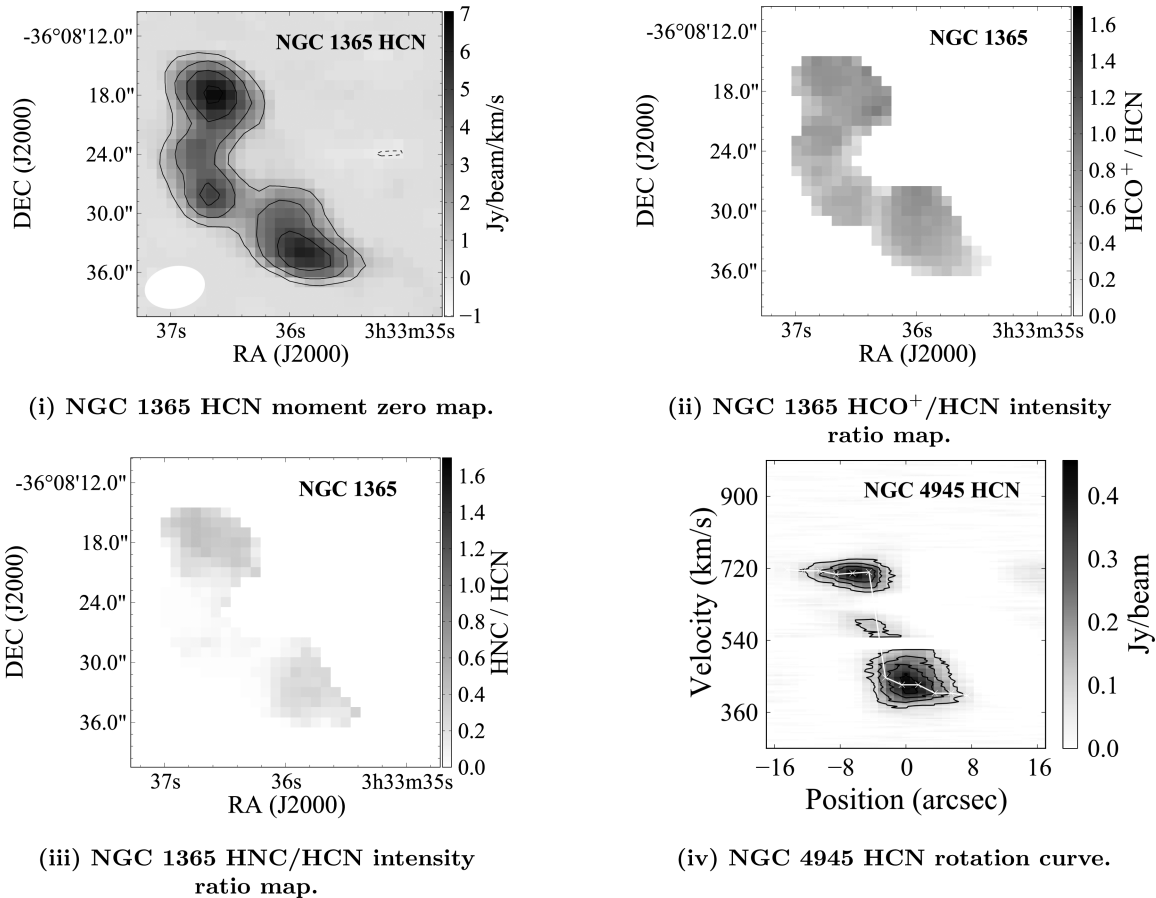 NGC 1365 HCN
-36°08'12.0"
18.0"
24.0"
30.0"
36.0"
DEC (J2000)
37s
36s
3h33m35s
RA (J2000)
7
6
5
4
3
2
1
0
−1
Jy/beam/km/s
(i) NGC 1365 HCN moment zero map.
NGC 1365
-36°08'12.0"
18.0"
24.0"
30.0"
36.0"
DEC (J2000)
37s
36s
3h33m35s
RA (J2000)
1.6
1.4
1.2
1.0
0.8
0.6
0.4
0.2
0.0
HCO+ / HCN
(ii) NGC 1365 HCO+/HCN intensity
ratio map.
NGC 1365
-36°08'12.0"
18.0"
24.0"
30.0"
36.0"
DEC (J2000)
37s
36s
3h33m35s
RA (J2000)
1.6
1.4
1.2
1.0
0.8
0.6
0.4
0.2
0.0
HNC / HCN
(iii) NGC 1365 HNC/HCN intensity
ratio map.
NGC 4945 HCN
900
720
540
360
Velocity (km/s)
−16
−8
0
8
16
Position (arcsec)
0.4
0.3
0.2
0.1
0.0
Jy/beam
(iv) NGC 4945 HCN rotation curve.